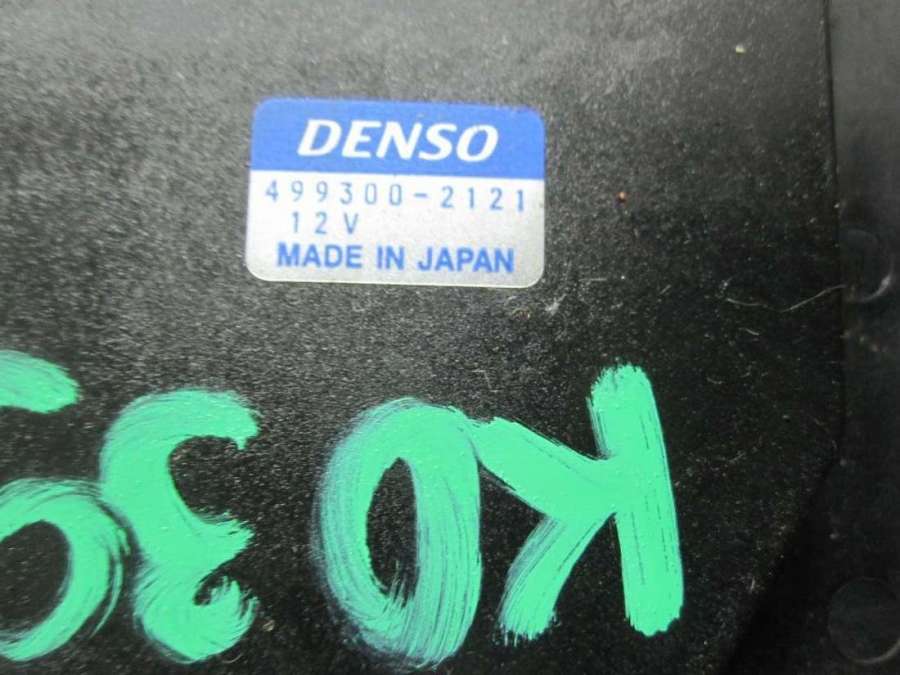 DENSO
499300-2121
12V
MADE IN JAPAN
K03